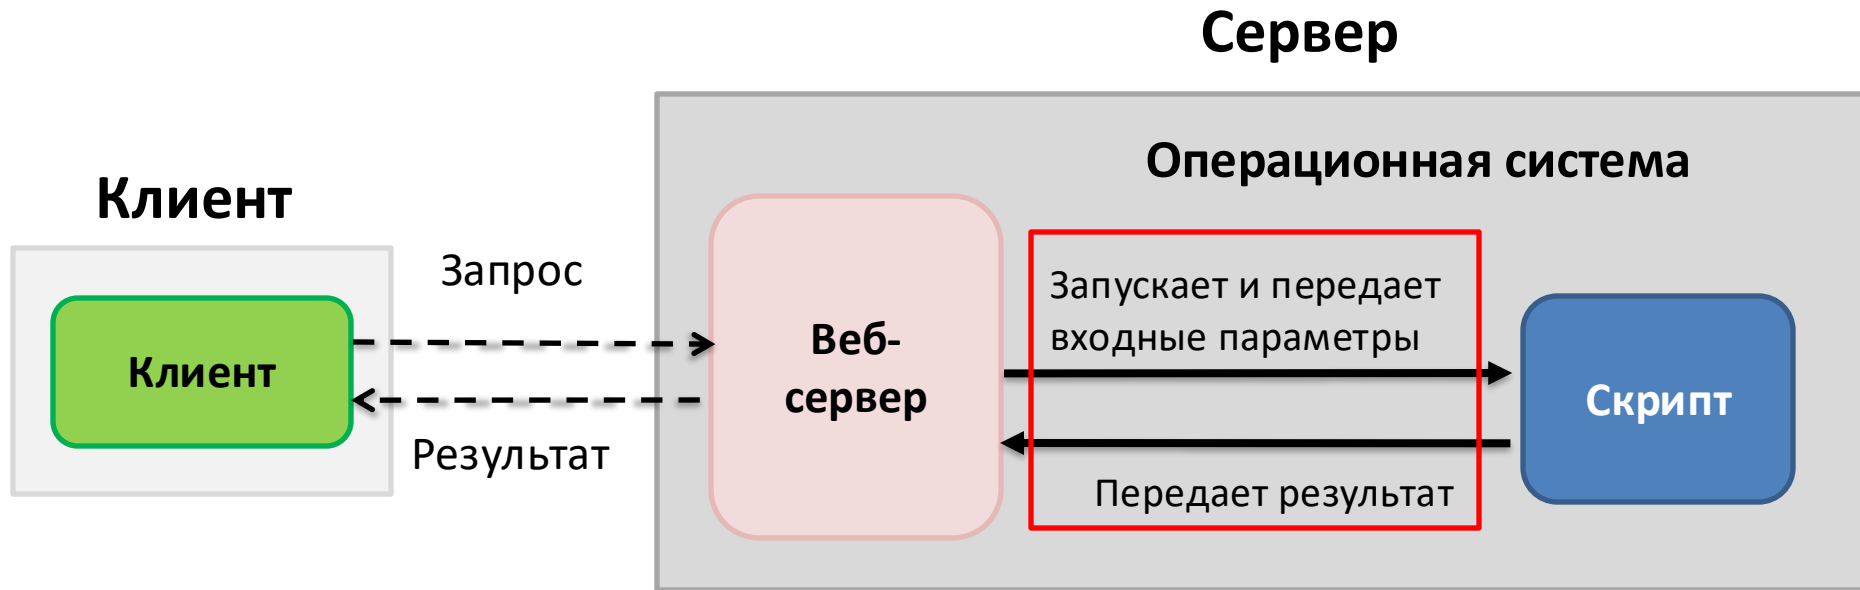 Сервер
Операционная система
Клиент
Запрос
Клиент
Результат
Веб-
сервер
Запускает и передает
входные параметры
Передает результат
Скрипт